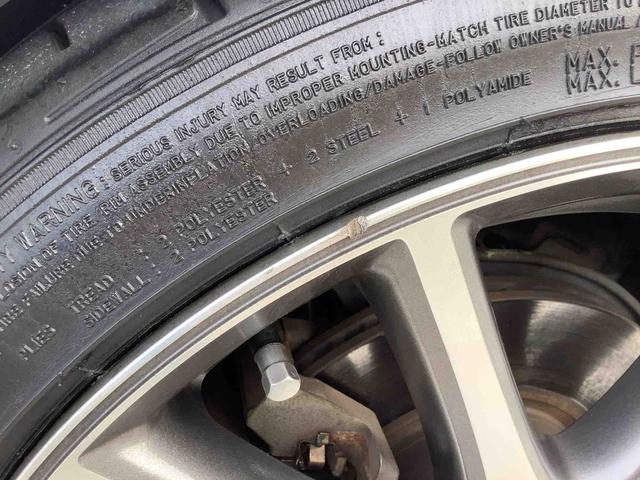 WARNING: SERIOUS INJURY MAY RESULT FROM:
EXPLOSION OF TIRE/RIM ASSEMBLY DUE TO IMPROPER MOUNTING-MATCH TIRE DIAMETER TO
TIRE FAILURE DUE TO UNDERINFLATION/OVERLOADING/DAMAGE-FOLLOW OWNER'S MANUAL
PLIES TREAD : 2 POLYESTER + 2 STEEL + 1 POLYAMIDE
SIDEWALL : 2 POLYESTER
MAX.
MAX.